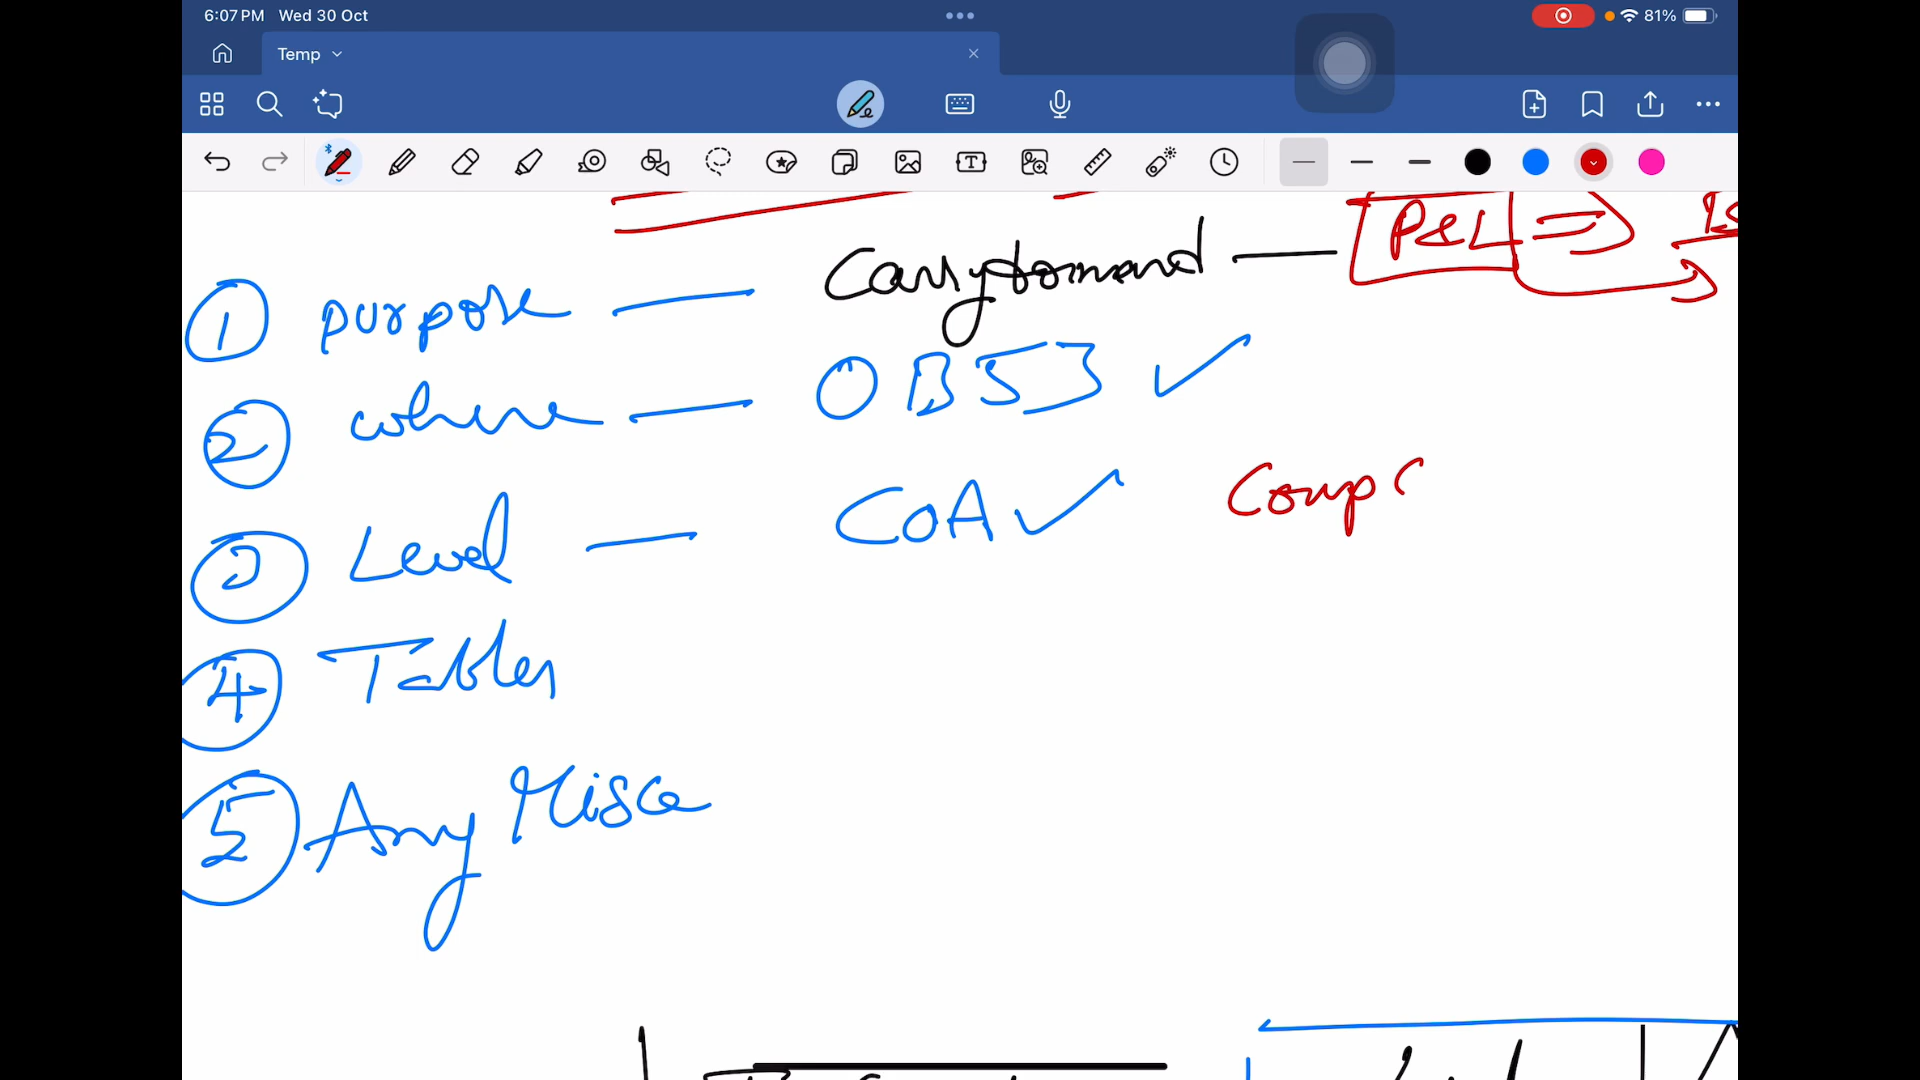 6:07 PM Wed 30 Oct
81%
Temp
P&L
① purpose — Carryforward —
② where — OB53 ✓
③ Level — COA ✓ Comp C
④ Tables
⑤ Any Misce